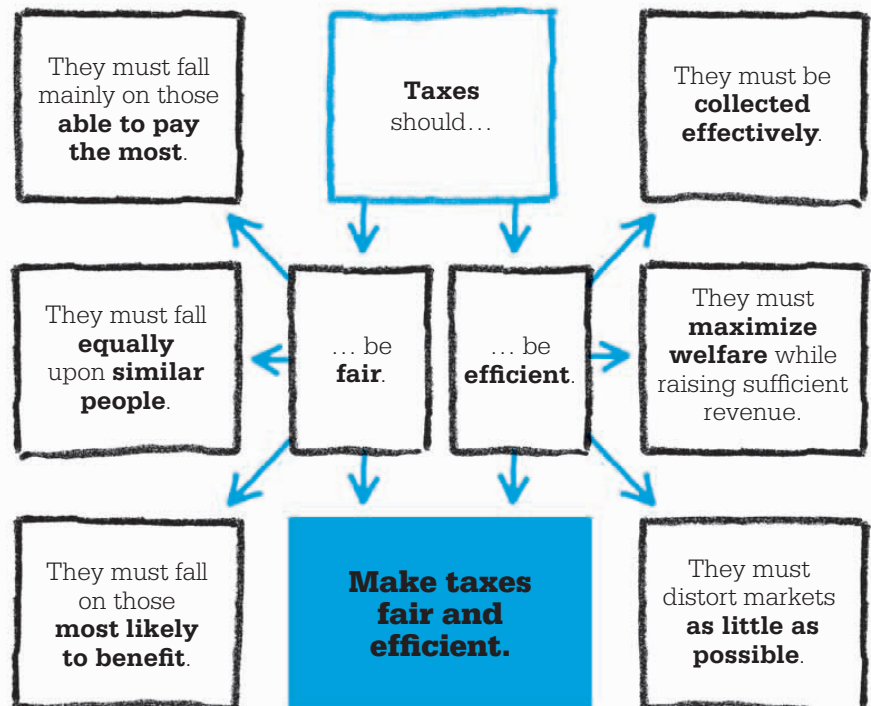 They must fall
mainly on those
able to pay
the most.
Taxes
should…
They must be
collected
effectively.
They must fall
equally
upon similar
people.
… be
fair.
… be
efficient.
They must
maximize
welfare while
raising sufficient
revenue.
They must fall
on those
most likely
to benefit.
Make taxes
fair and
efficient.
They must
distort markets
as little as
possible.